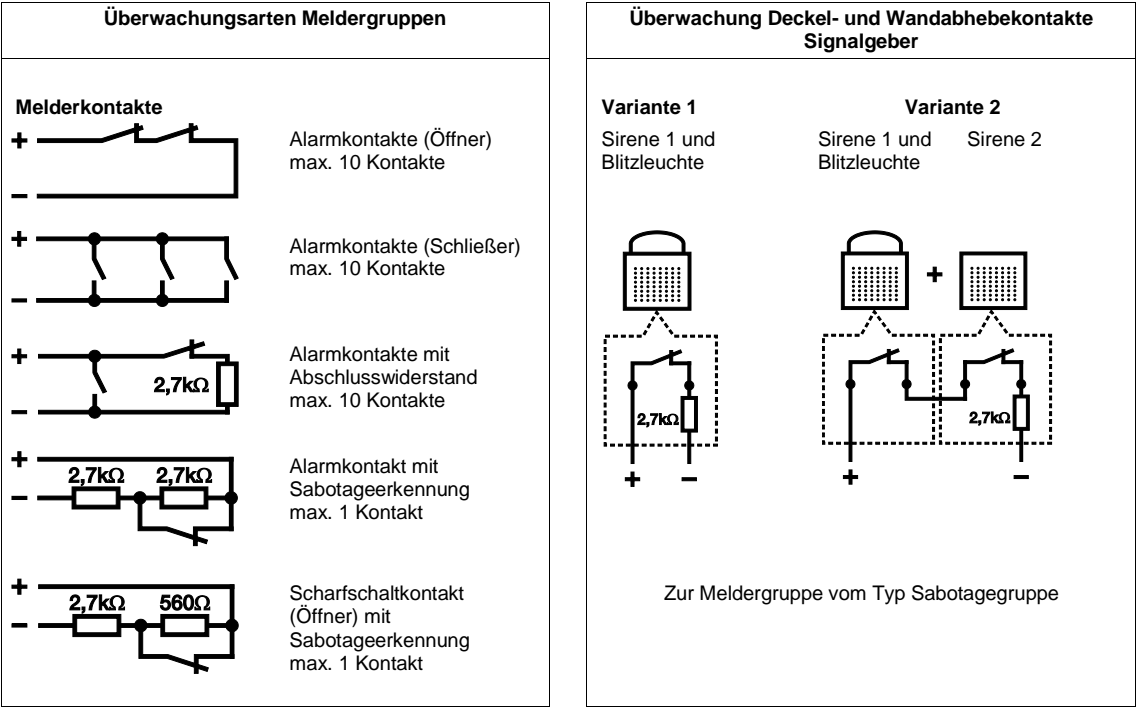 Überwachungsarten Meldergruppen
Melderkontakte
+
Alarmkontakte (Öffner)
max. 10 Kontakte
–
+
Alarmkontakte (Schließer)
max. 10 Kontakte
–
+
2,7kΩ
Alarmkontakte mit
Abschlusswiderstand
max. 10 Kontakte
–
+
2,7kΩ 2,7kΩ
–
Alarmkontakt mit
Sabotageerkennung
max. 1 Kontakt
+
2,7kΩ 560Ω
–
Scharfschaltkontakt
(Öffner) mit
Sabotageerkennung
max. 1 Kontakt
Überwachung Deckel- und Wandabhebekontakte
Signalgeber
Variante 1
Sirene 1 und
Blitzleuchte
2,7kΩ
+ –
Variante 2
Sirene 1 und
Blitzleuchte
Sirene 2
+
2,7kΩ
+ –
Zur Meldergruppe vom Typ Sabotagegruppe